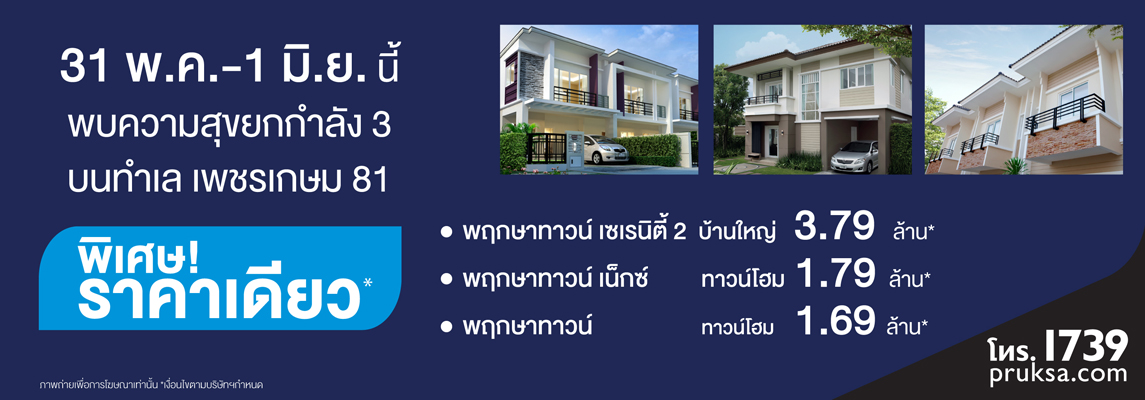 31 พ.ค.-1 มิ.ย. นี้
พบความสุขยกกำลัง 3
บนทำเล เพชรเกษม 81
พิเศษ!
ราคาเดียว*
• พฤกษาทาวน์ เซเรนิตี้ 2 บ้านใหญ่ 3.79 ล้าน*
• พฤกษาทาวน์ เน็กซ์ ทาวน์โฮม 1.79 ล้าน*
• พฤกษาทาวน์ ทาวน์โฮม 1.69 ล้าน*
โทร. 1739
pruksa.com
ภาพถ่ายเพื่อการโฆษณาเท่านั้น *เงื่อนไขตามบริษัทฯกำหนด